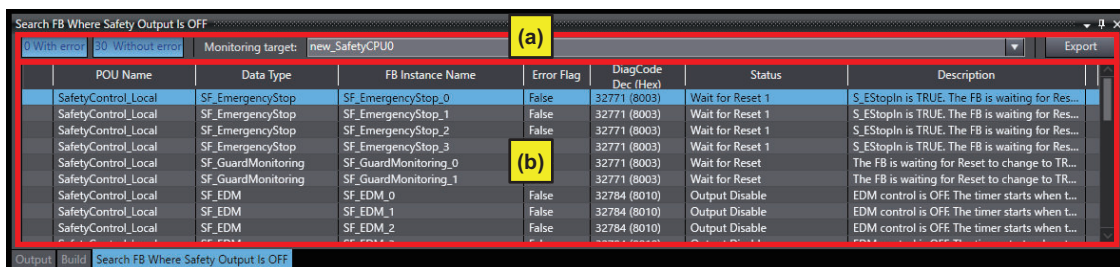 Search FB Where Safety Output Is OFF
(a)
0 With error 30 Without error Monitoring target: new_SafetyCPU0 Export
POU Name Data Type FB Instance Name Error Flag DiagCode Dec (Hex) Status Description
SafetyControl_Local SF_EmergencyStop SF_EmergencyStop_0 False 32771 (8003) Wait for Reset 1 S_EStopIn is TRUE. The FB is waiting for Res...
SafetyControl_Local SF_EmergencyStop SF_EmergencyStop_1 False 32771 (8003) Wait for Reset 1 S_EStopIn is TRUE. The FB is waiting for Res...
SafetyControl_Local SF_EmergencyStop SF_EmergencyStop_2 False 32771 (8003) Wait for Reset 1 S_EStopIn is TRUE. The FB is waiting for Res...
SafetyControl_Local SF_EmergencyStop SF_EmergencyStop_3 32771 (8003) Wait for Reset 1 S_EStopIn is TRUE. The FB is waiting for Res...
SafetyControl_Local SF_GuardMonitoring SF_GuardMonitoring_0 (b) 32771 (8003) Wait for Reset The FB is waiting for Reset to change to TR...
SafetyControl_Local SF_GuardMonitoring SF_GuardMonitoring_1 32771 (8003) Wait for Reset The FB is waiting for Reset to change to TR...
SafetyControl_Local SF_EDM SF_EDM_0 False 32784 (8010) Output Disable EDM control is OFF. The timer starts when t...
SafetyControl_Local SF_EDM SF_EDM_1 False 32784 (8010) Output Disable EDM control is OFF. The timer starts when t...
SafetyControl_Local SF_EDM SF_EDM_2 False 32784 (8010) Output Disable EDM control is OFF. The timer starts when t...
Output Build Search FB Where Safety Output Is OFF